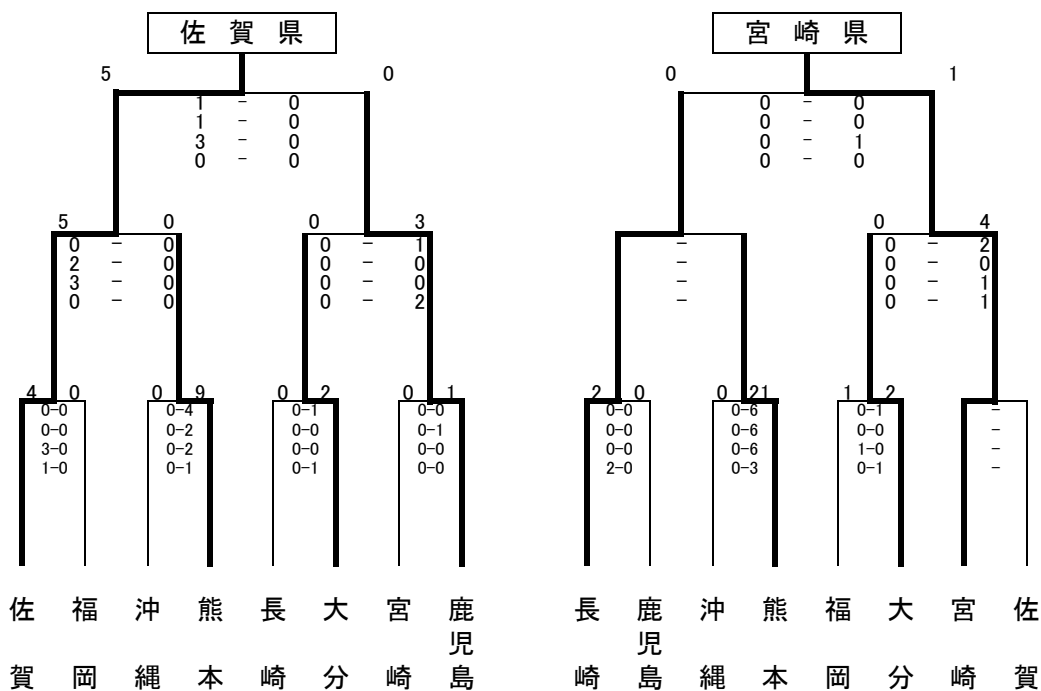 佐賀県 宮崎県
5 0 0 1
1 - 0 0 - 0
1 - 0 0 - 0
3 - 0 0 - 1
0 - 0 0 - 0
5 0 0 3 0 4
0 - 0 0 - 1 - 0 - 2
2 - 0 0 - 0 - 0 - 0
3 - 0 0 - 0 - 0 - 1
0 - 0 0 - 2 - 0 - 1
4 0 0 9 0 2 0 1 2 0 0 21 1 2
0-0 0-4 0-1 0-0 0-0 0-6 0-1 -
0-0 0-2 0-0 0-1 0-0 0-6 0-0 -
3-0 0-2 0-0 0-0 0-0 0-6 1-0 -
1-0 0-1 0-1 0-0 2-0 0-3 0-1 -
佐賀 福岡 沖縄 熊本 長崎 大分 宮崎 鹿児島 長崎 鹿児島 沖縄 熊本 福岡 大分 宮崎 佐賀